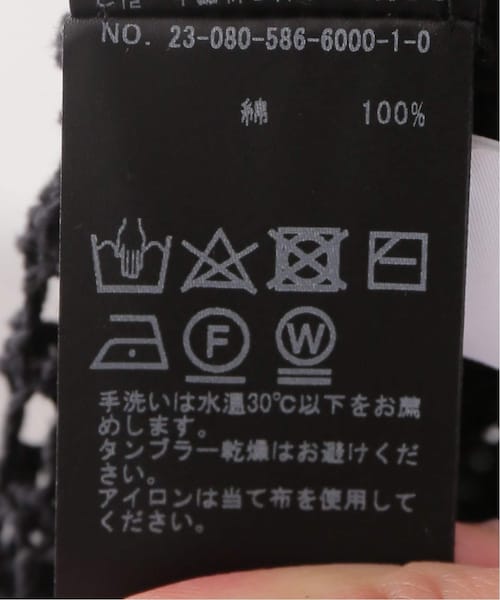 NO. 23-080-586-6000-1-0
綿 100%
F W
手洗いは水温30℃以下をお薦
めします。
タンブラー乾燥はお避けくだ
さい。
アイロンは当て布を使用して
ください。